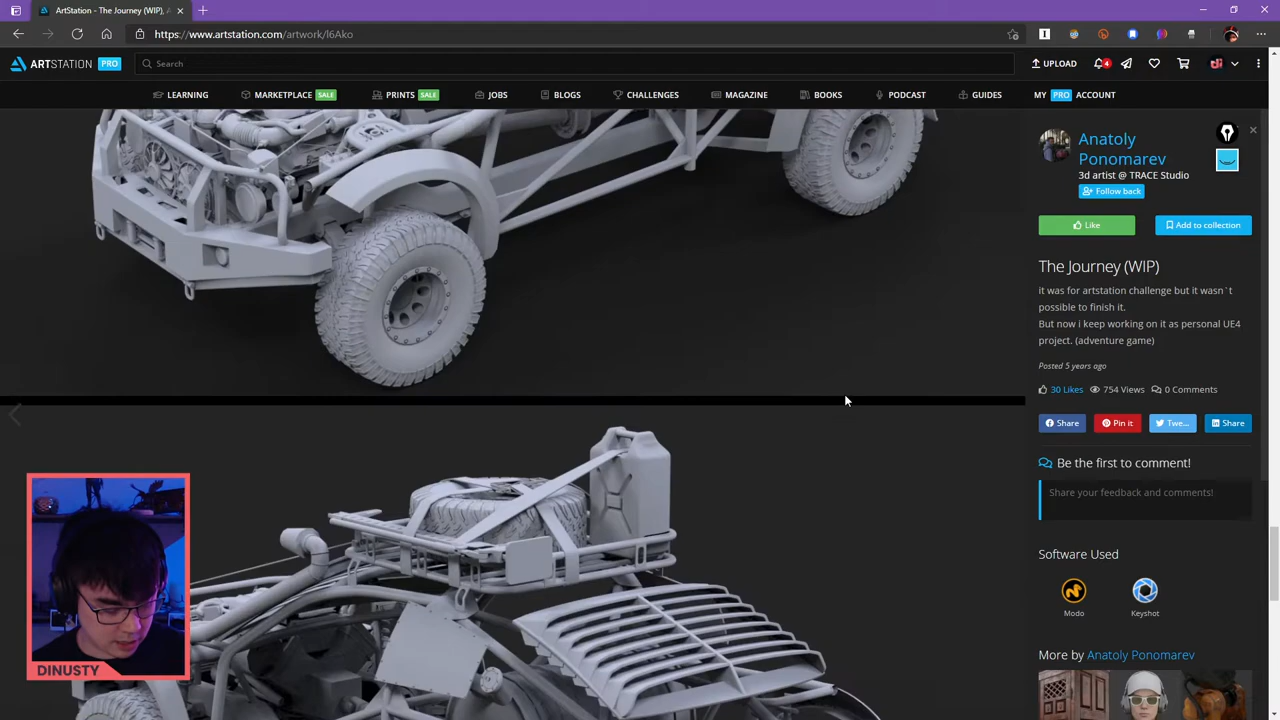 ArtStation - The Journey (WIP), A
https://www.artstation.com/artwork/l6Ako
ARTSTATION PRO
Search
UPLOAD
4
LEARNING
MARKETPLACE SALE
PRINTS SALE
JOBS
BLOGS
CHALLENGES
MAGAZINE
BOOKS
PODCAST
GUIDES
MY PRO ACCOUNT
Anatoly
Ponomarev
3d artist @ TRACE Studio
Follow back
Like
Add to collection
The Journey (WIP)
it was for artstation challenge but it wasn`t
possible to finish it.
But now i keep working on it as personal UE4
project. (adventure game)
Posted 5 years ago
30 Likes 754 Views 0 Comments
Share
Pin it
Twe...
Share
Be the first to comment!
Share your feedback and comments!
Software Used
Modo
Keyshot
More by Anatoly Ponomarev
DINUSTY